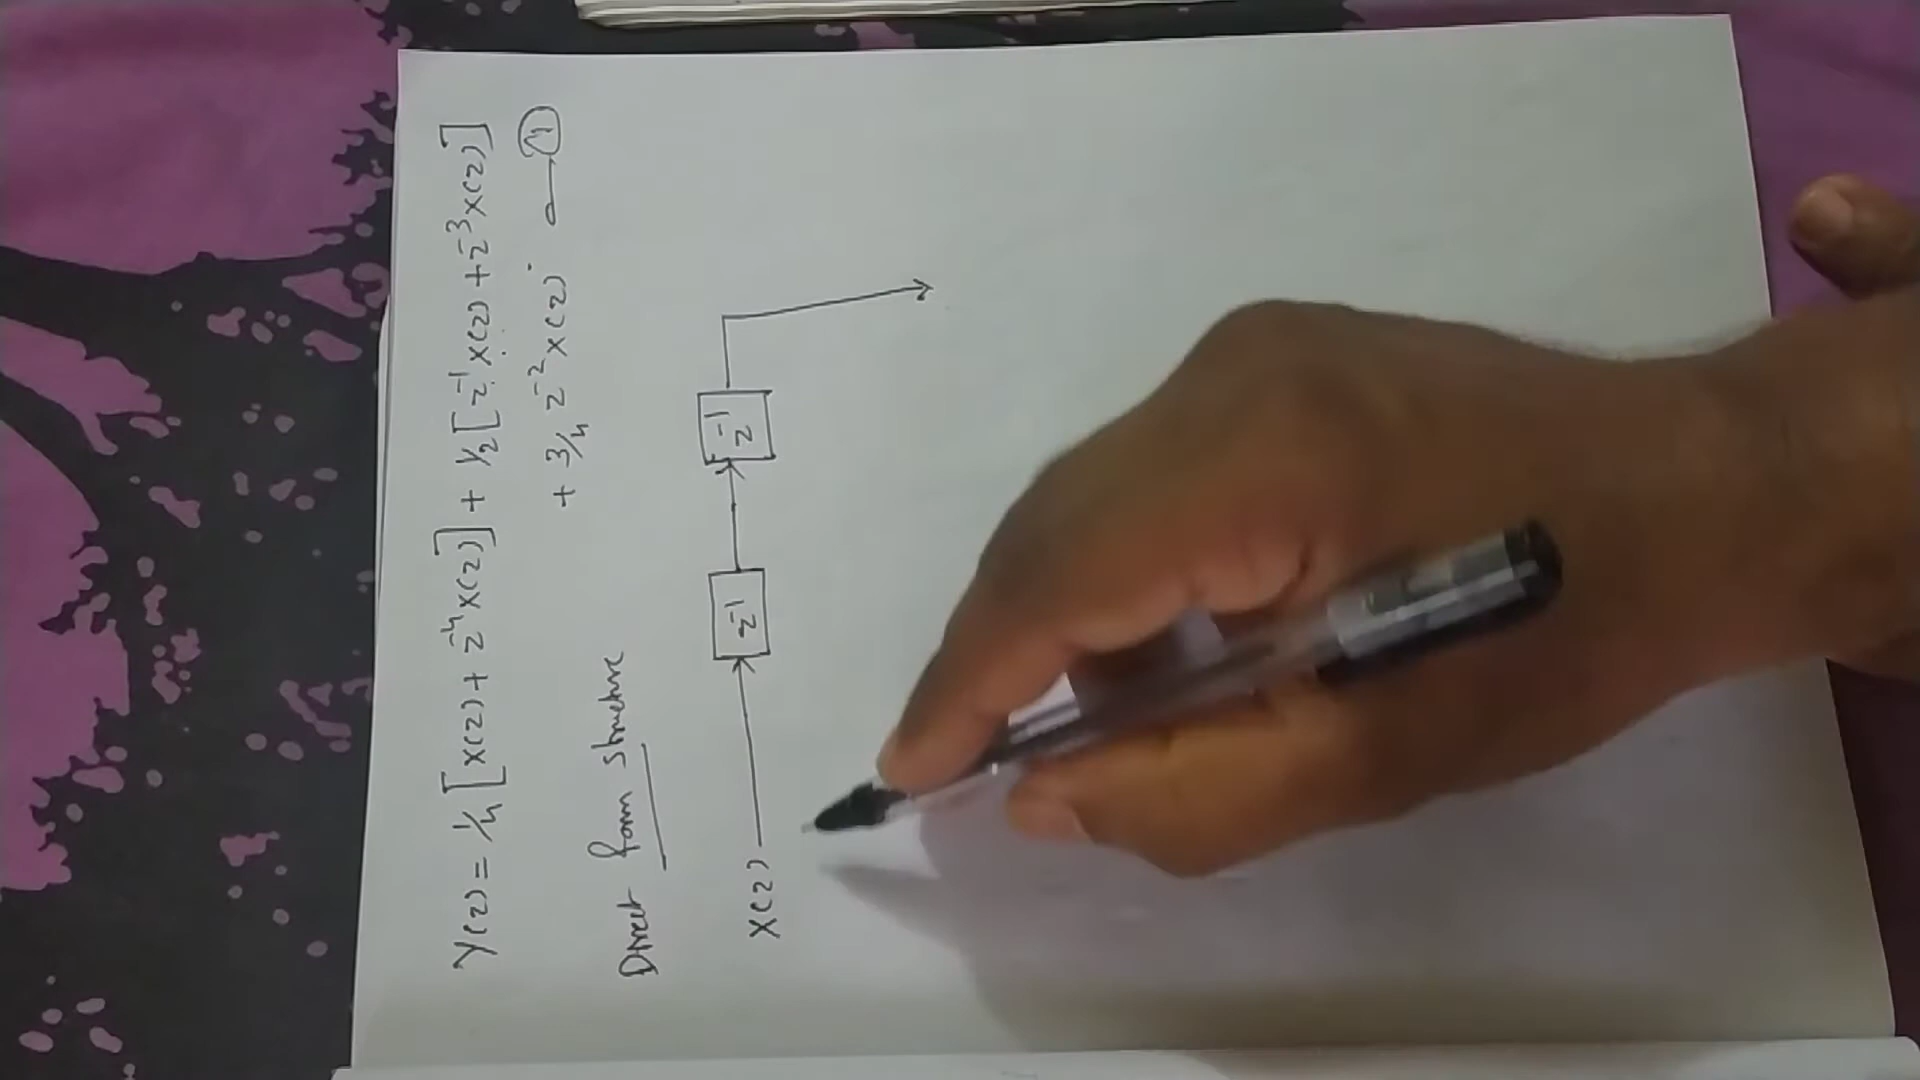 Y(z) = 1/4 [X(z) + z⁻⁴ X(z)] + 1/2 [z⁻¹ X(z) + z⁻³ X(z)]
+ 3/4 z⁻² X(z) — 1
Direct form structure
X(z) z⁻¹ z⁻¹